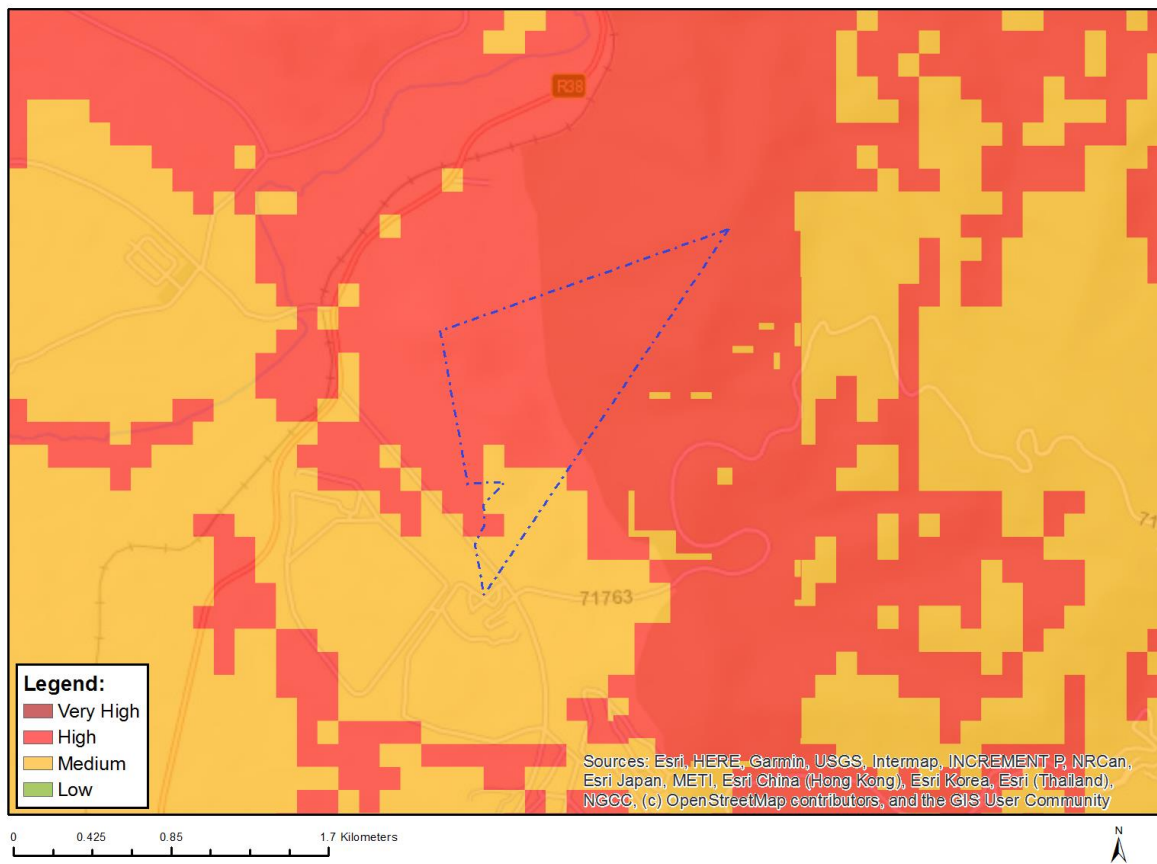 R38
71763
71
Legend:
Very High
High
Medium
Low
Sources: Esri, HERE, Garmin, USGS, Intermap, INCREMENT P, NRCan,
Esri Japan, METI, Esri China (Hong Kong), Esri Korea, Esri (Thailand),
NGCC, (c) OpenStreetMap contributors, and the GIS User Community
0 0.425 0.85 1.7 Kilometers
N